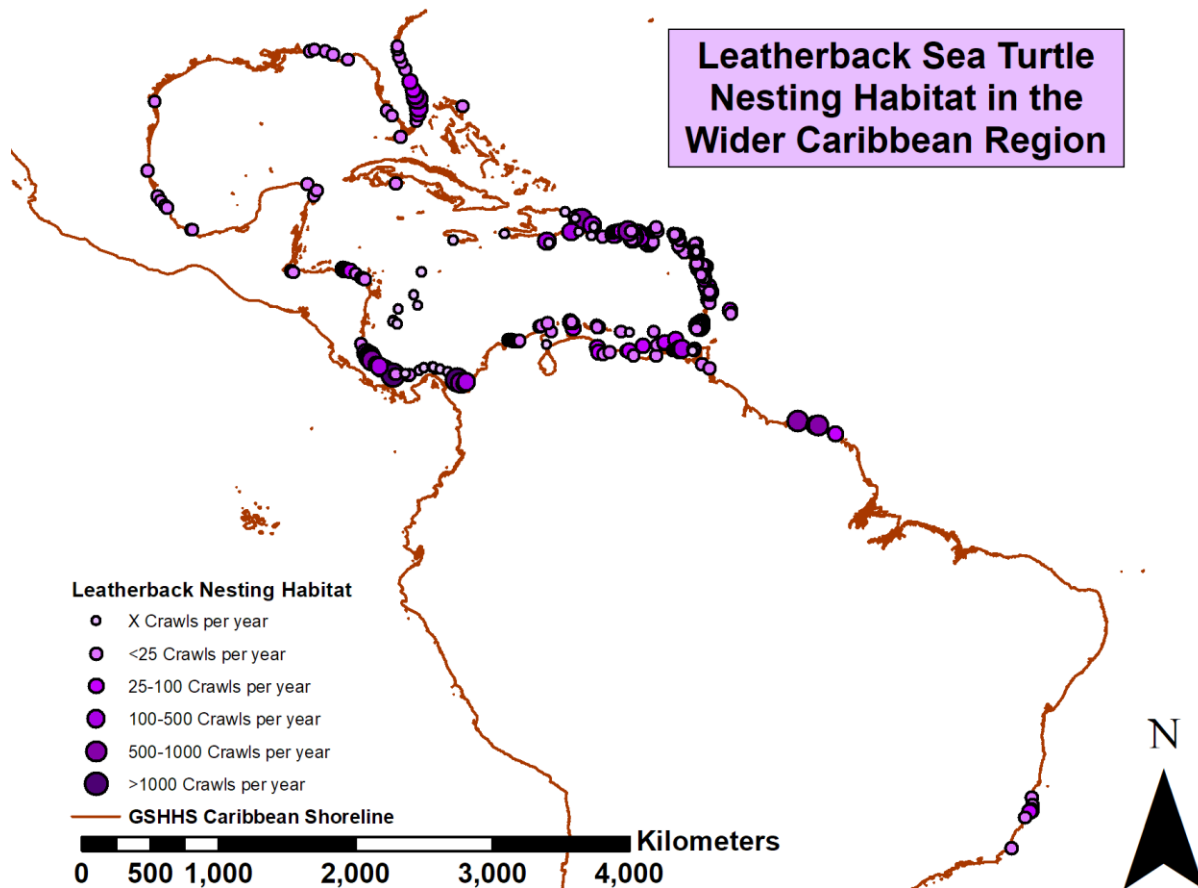 Leatherback Sea Turtle
Nesting Habitat in the
Wider Caribbean Region
Leatherback Nesting Habitat
X Crawls per year
<25 Crawls per year
25-100 Crawls per year
100-500 Crawls per year
500-1000 Crawls per year
>1000 Crawls per year
GSHHS Caribbean Shoreline
Kilometers
0 500 1,000 2,000 3,000 4,000
N